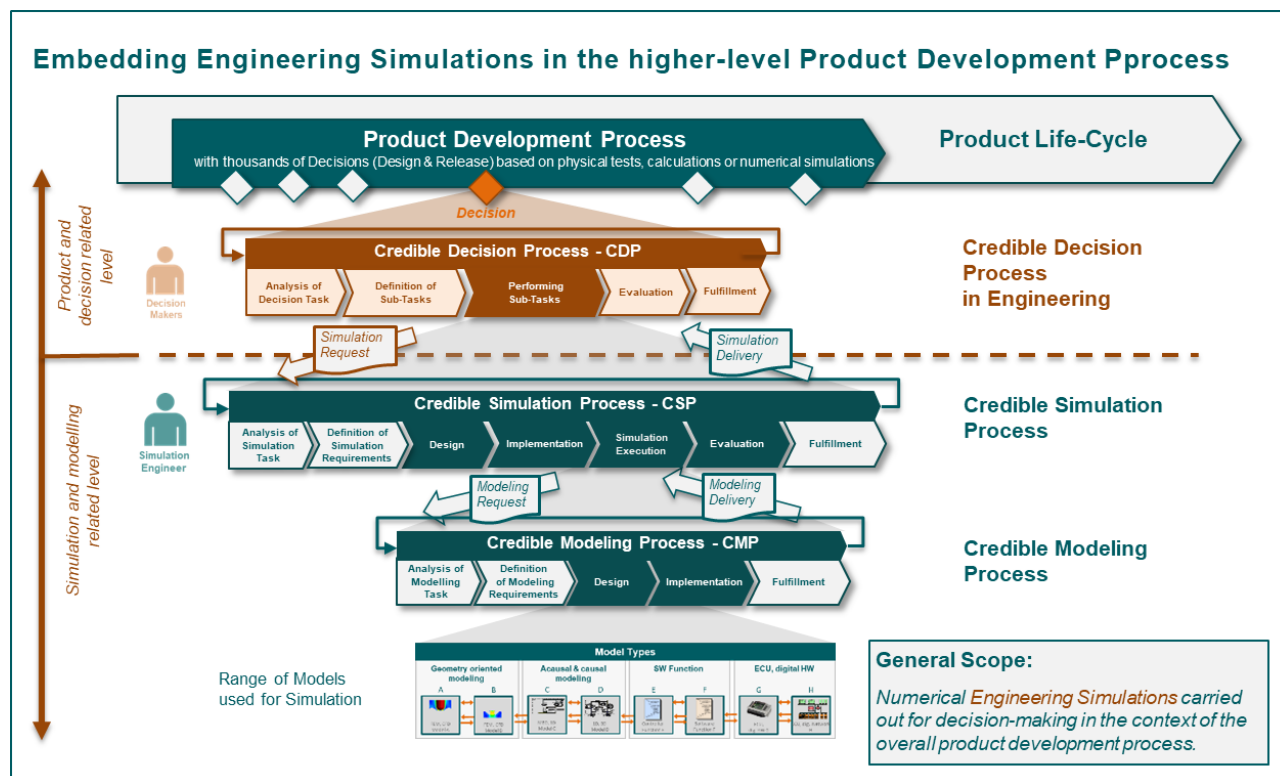 Embedding Engineering Simulations in the higher-level Product Development Pprocess
Product Development Process
with thousands of Decisions (Design & Release) based on physical tests, calculations or numerical simulations
Product Life-Cycle
Decision
Product and
decision related
level
Decision
Makers
Credible Decision Process - CDP
Analysis of
Decision Task
Definition of
Sub-Tasks
Performing
Sub-Tasks
Evaluation
Fulfillment
Credible Decision
Process
in Engineering
Simulation
Request
Simulation
Delivery
Simulation and modelling
related level
Simulation
Engineer
Credible Simulation Process - CSP
Analysis of
Simulation
Task
Definition of
Simulation
Requirements
Design
Implementation
Simulation
Execution
Evaluation
Fulfillment
Credible Simulation
Process
Modeling
Request
Modeling
Delivery
Credible Modeling Process - CMP
Analysis of
Modelling
Task
Definition
of Modeling
Requirements
Design
Implementation
Fulfillment
Credible Modeling
Process
Range of Models
used for Simulation
Model Types
Geometry oriented
modeling
Acausal & causal
modeling
SW Function
ECU, digital HW
A
B
C
D
E
F
G
H
General Scope:
Numerical Engineering Simulations carried
out for decision-making in the context of the
overall product development process.